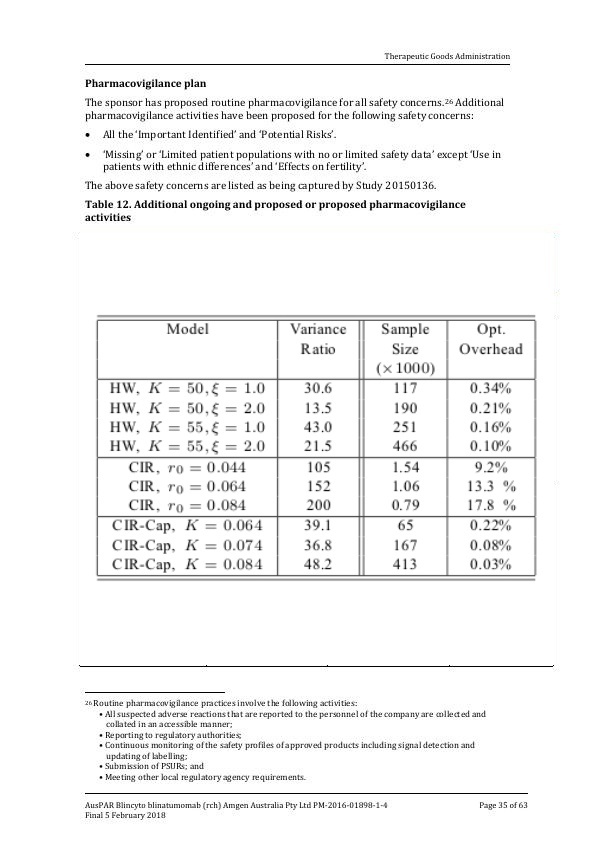 Therapeutic Goods Administration
Pharmacovigilance plan
The sponsor has proposed routine pharmacovigilance for all safety concerns.26 Additional
pharmacovigilance activities have been proposed for the following safety concerns:
• All the ‘Important Identified’ and ‘Potential Risks’.
• ‘Missing’ or ‘Limited patient populations with no or limited safety data’ except ‘Use in
patients with ethnic differences’ and ‘Effects on fertility’.
The above safety concerns are listed as being captured by Study 20150136.
Table 12. Additional ongoing and proposed or proposed pharmacovigilance
activities
Model Variance Sample Opt.
Ratio Size Overhead
(×1000)
HW, K = 50, ξ = 1.0 30.6 117 0.34%
HW, K = 50, ξ = 2.0 13.5 190 0.21%
HW, K = 55, ξ = 1.0 43.0 251 0.16%
HW, K = 55, ξ = 2.0 21.5 466 0.10%
CIR, r0 = 0.044 105 1.54 9.2%
CIR, r0 = 0.064 152 1.06 13.3 %
CIR, r0 = 0.084 200 0.79 17.8 %
CIR-Cap, K = 0.064 39.1 65 0.22%
CIR-Cap, K = 0.074 36.8 167 0.08%
CIR-Cap, K = 0.084 48.2 413 0.03%
26 Routine pharmacovigilance practices involve the following activities:
• All suspected adverse reactions that are reported to the personnel of the company are collected and
collated in an accessible manner;
• Reporting to regulatory authorities;
• Continuous monitoring of the safety profiles of approved products including signal detection and
updating of labelling;
• Submission of PSURs; and
• Meeting other local regulatory agency requirements.
AusPAR Blincyto blinatumomab (rch) Amgen Australia Pty Ltd PM-2016-01898-1-4 Page 35 of 63
Final 5 February 2018